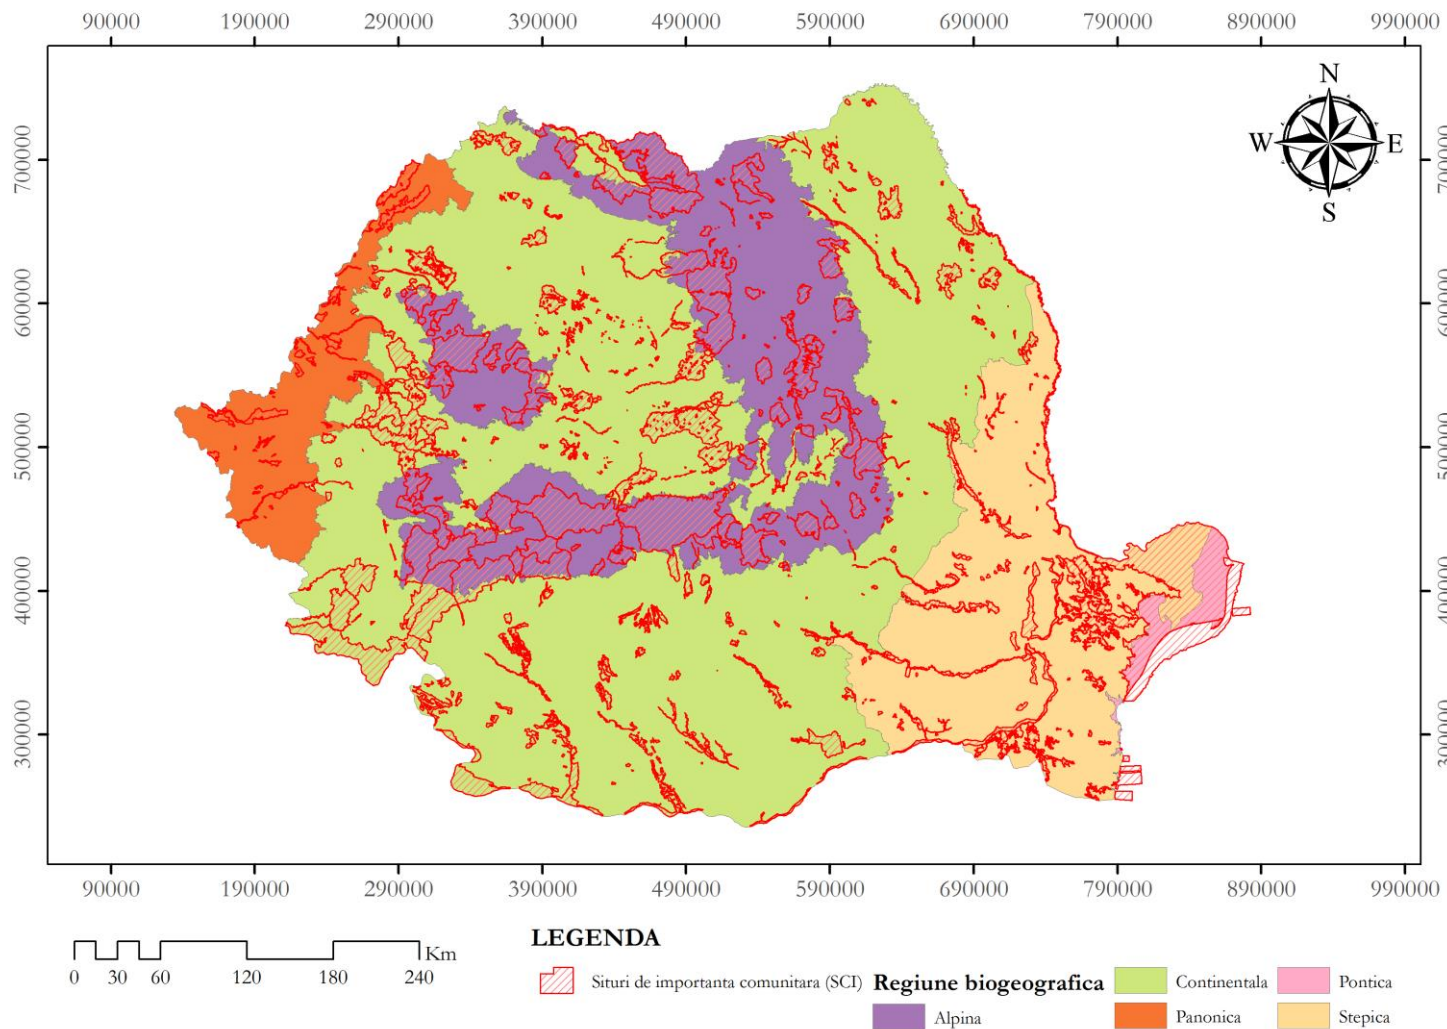 90000 190000 290000 390000 490000 590000 690000 790000 890000 990000
N
W E
S
700000 700000
600000 600000
500000 500000
400000 400000
300000 300000
90000 190000 290000 390000 490000 590000 690000 790000 890000 990000
LEGENDA
Km
0 30 60 120 180 240
Situri de importanta comunitara (SCI) Regiune biogeografica Continentala Pontica
Alpina Panonica Stepica